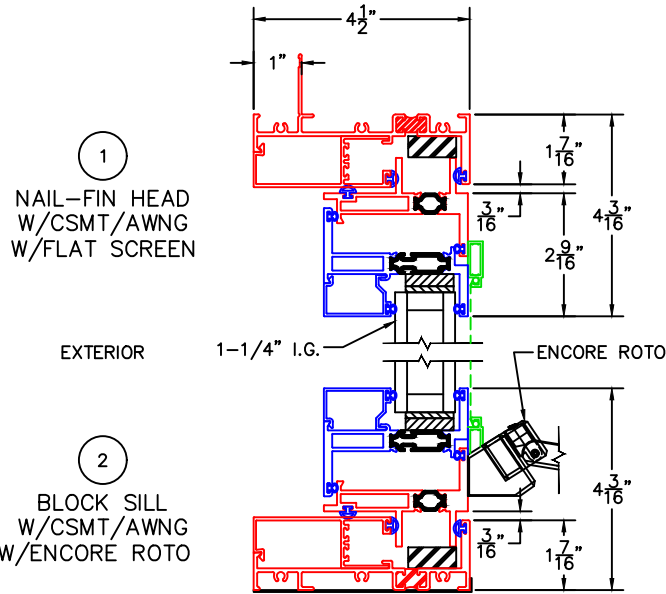 4 1/2"
1"
1
NAIL-FIN HEAD
W/CSMT/AWNG
W/FLAT SCREEN
1 7/16"
3/16"
2 9/16"
4 3/16"
EXTERIOR
1-1/4" I.G.
ENCORE ROTO
2
BLOCK SILL
W/CSMT/AWNG
W/ENCORE ROTO
4 3/16"
3/16"
1 7/16"